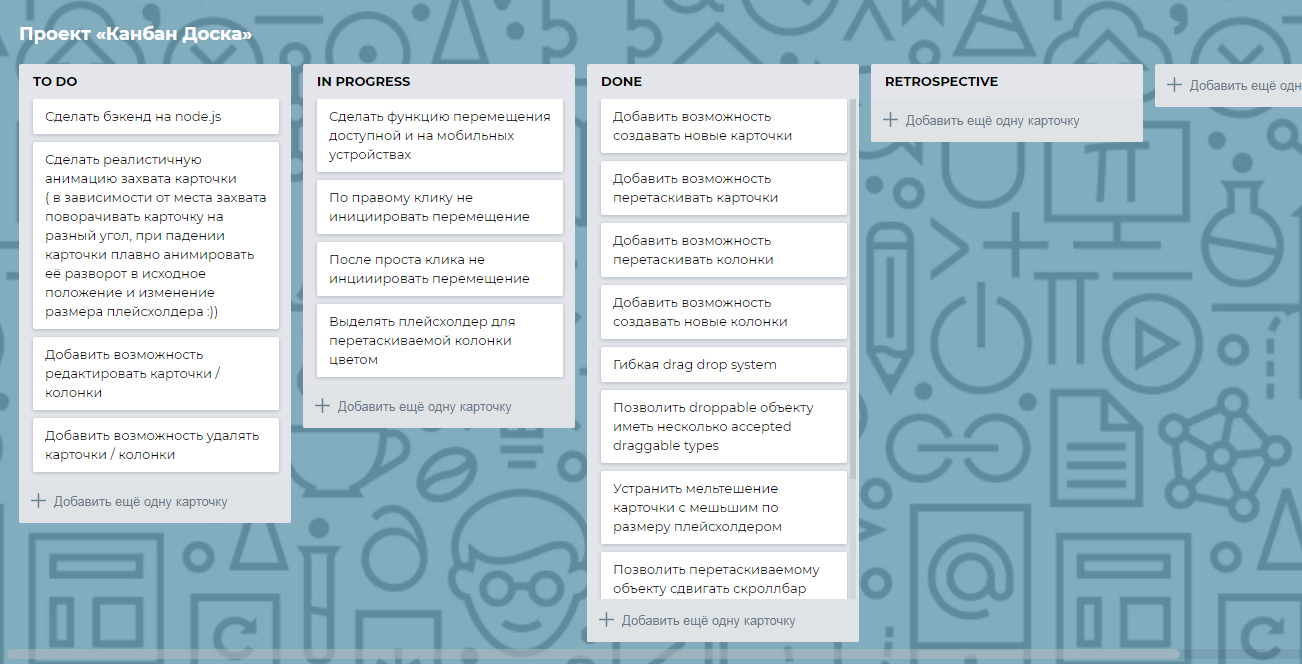 Проект «Канбан Доска»
TO DO
Сделать бэкенд на node.js
Сделать реалистичную
анимацию захвата карточки
( в зависимости от места захвата
поворачивать карточку на
разный угол, при падении
карточки плавно анимировать
её разворот в исходное
положение и изменение
размера плейсхолдера :))
Добавить возможность
редактировать карточки /
колонки
Добавить возможность удалять
карточки / колонки
Добавить ещё одну карточку
IN PROGRESS
Сделать функцию перемещения
доступной и на мобильных
устройствах
По правому клику не
инициировать перемещение
После проста клика не
инцииировать перемещение
Выделять плейсхолдер для
перетаскиваемой колонки
цветом
Добавить ещё одну карточку
DONE
Добавить возможность
создавать новые карточки
Добавить возможность
перетаскивать карточки
Добавить возможность
перетаскивать колонки
Добавить возможность
создавать новые колонки
Гибкая drag drop system
Позволить droppable объекту
иметь несколько accepted
draggable types
Устранить мельтешение
карточки с мешьшим по
размеру плейсхолдером
Позволить перетаскиваемому
объекту сдвигать скроллбар
Добавить ещё одну карточку
RETROSPECTIVE
Добавить ещё одну карточку
Добавить ещё одн